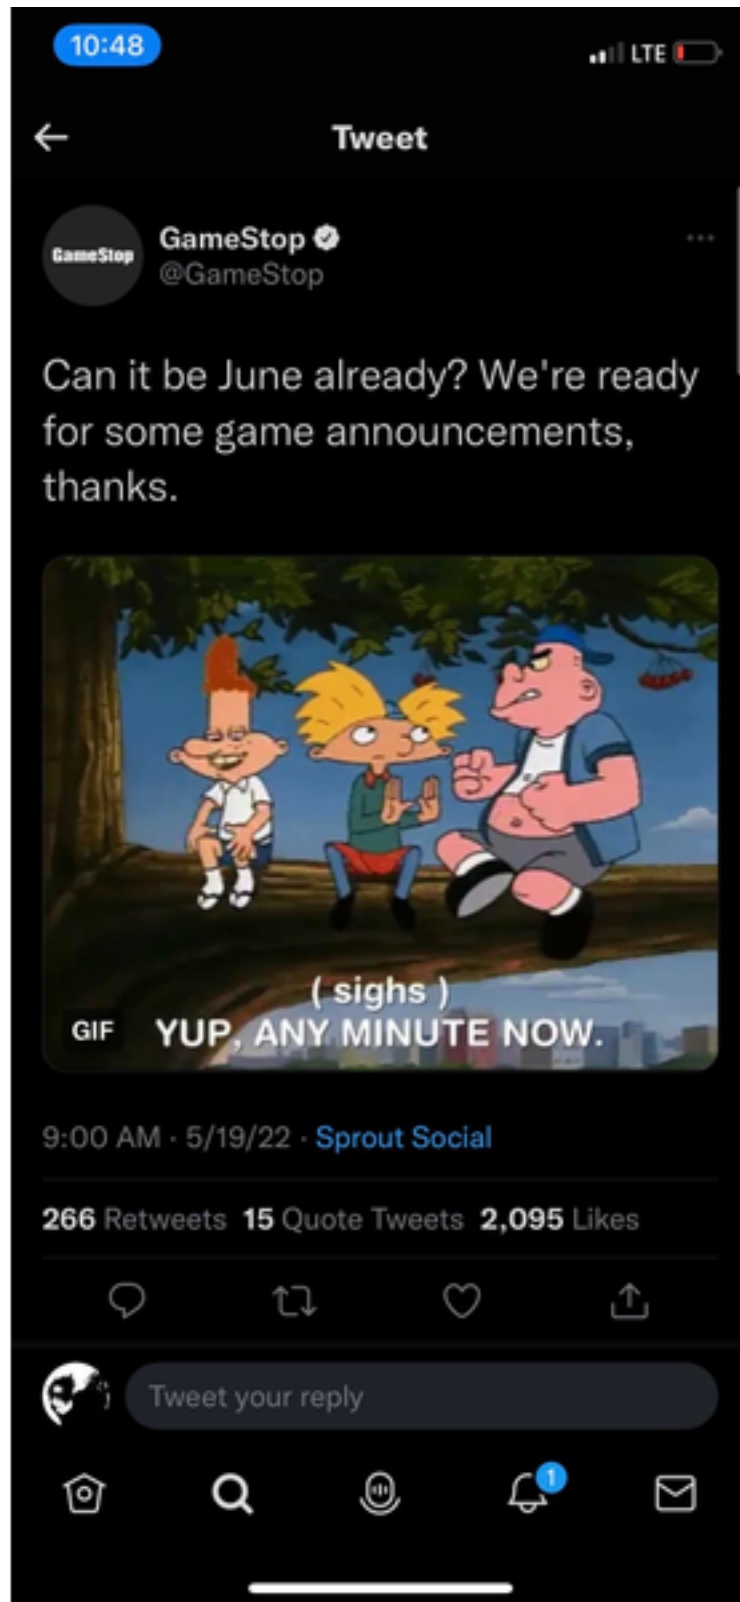 10:48 LTE
Tweet
GameStop
GameStop
@GameStop
Can it be June already? We're ready
for some game announcements,
thanks.
( sighs )
GIF YUP, ANY MINUTE NOW.
9:00 AM · 5/19/22 · Sprout Social
266 Retweets 15 Quote Tweets 2,095 Likes
Tweet your reply
1